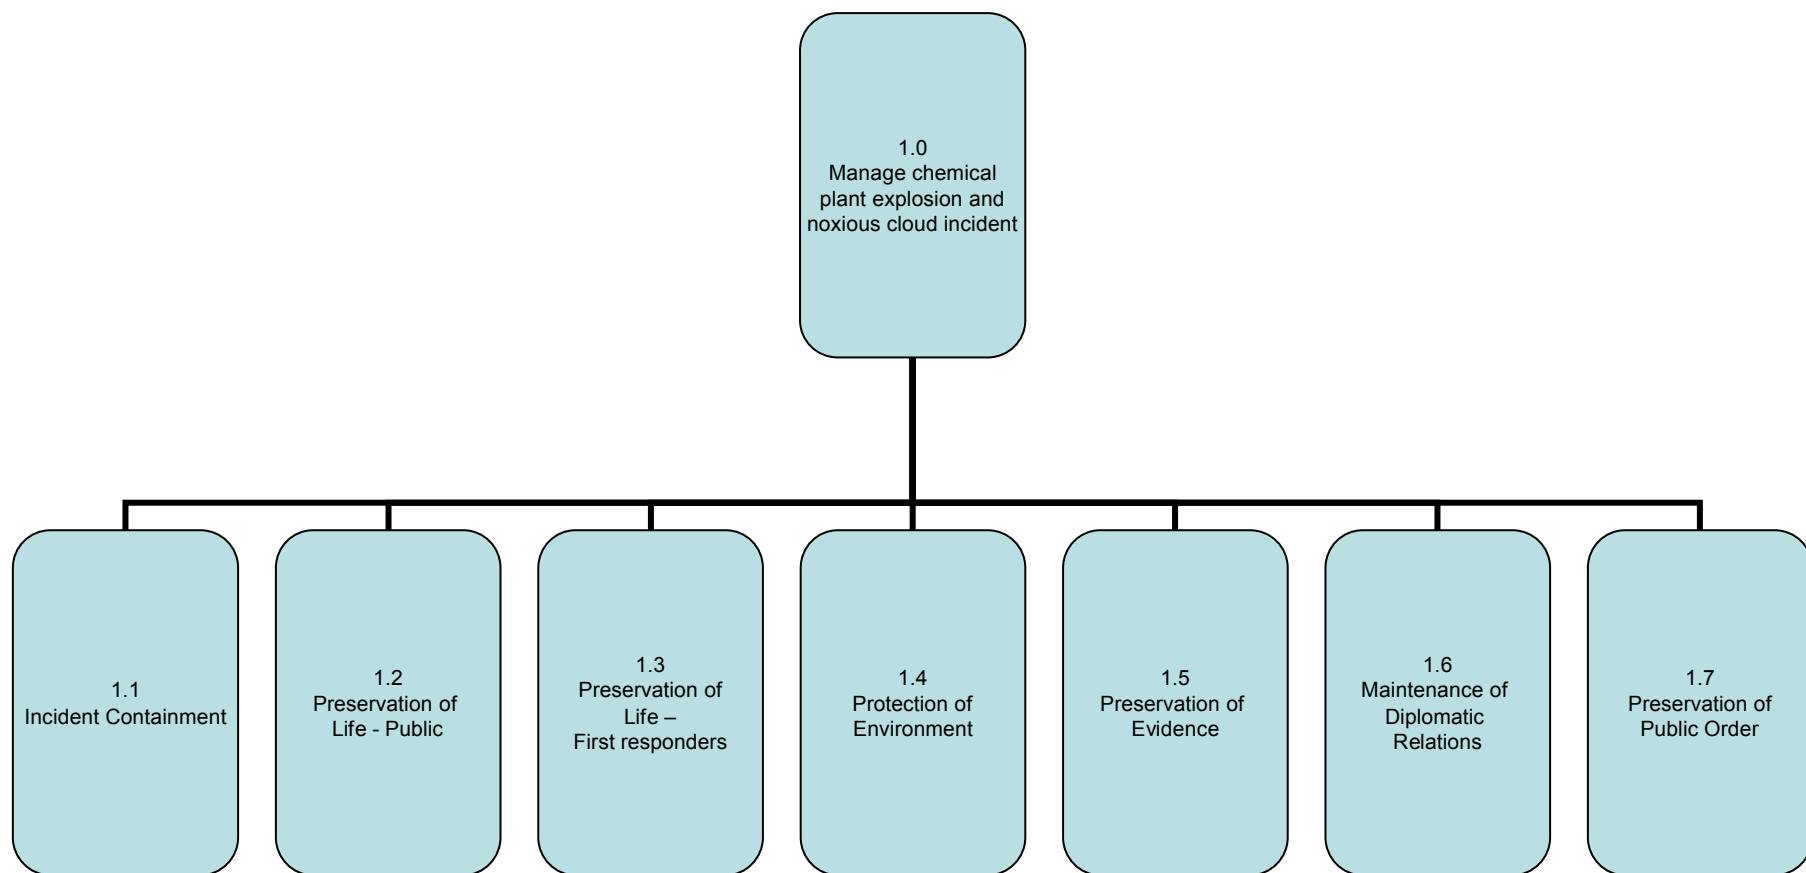 1.0
Manage chemical
plant explosion and
noxious cloud incident
1.1
Incident Containment
1.2
Preservation of
Life - Public
1.3
Preservation of
Life –
First responders
1.4
Protection of
Environment
1.5
Preservation of
Evidence
1.6
Maintenance of
Diplomatic
Relations
1.7
Preservation of
Public Order